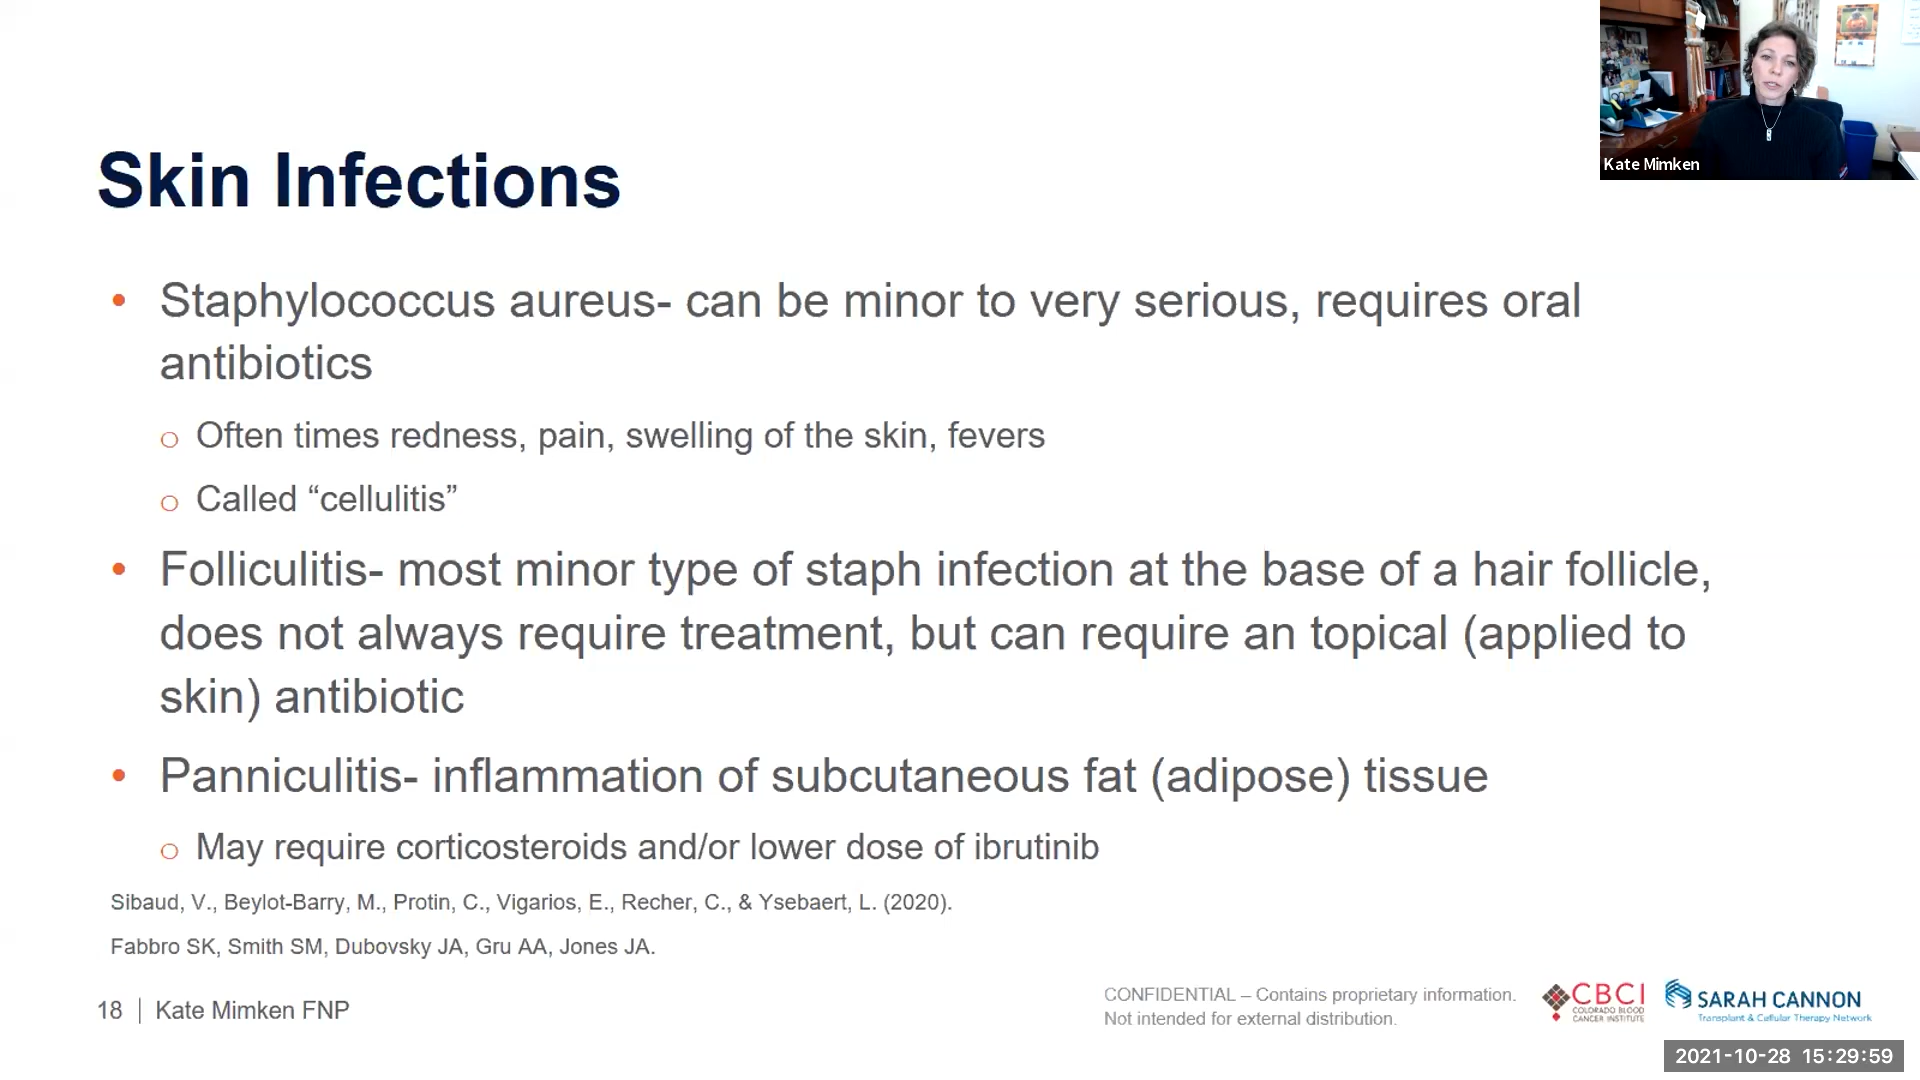 Kate Mimken
Skin Infections
• Staphylococcus aureus- can be minor to very serious, requires oral
antibiotics
o Often times redness, pain, swelling of the skin, fevers
o Called “cellulitis”
• Folliculitis- most minor type of staph infection at the base of a hair follicle,
does not always require treatment, but can require an topical (applied to
skin) antibiotic
• Panniculitis- inflammation of subcutaneous fat (adipose) tissue
o May require corticosteroids and/or lower dose of ibrutinib
Sibaud, V., Beylot-Barry, M., Protin, C., Vigarios, E., Recher, C., & Ysebaert, L. (2020).
Fabbro SK, Smith SM, Dubovsky JA, Gru AA, Jones JA.
18 | Kate Mimken FNP
CONFIDENTIAL – Contains proprietary information.
Not intended for external distribution.
CBCI
COLORADO BLOOD
CANCER INSTITUTE
SARAH CANNON
Transplant & Cellular Therapy Network
2021-10-28 15:29:59